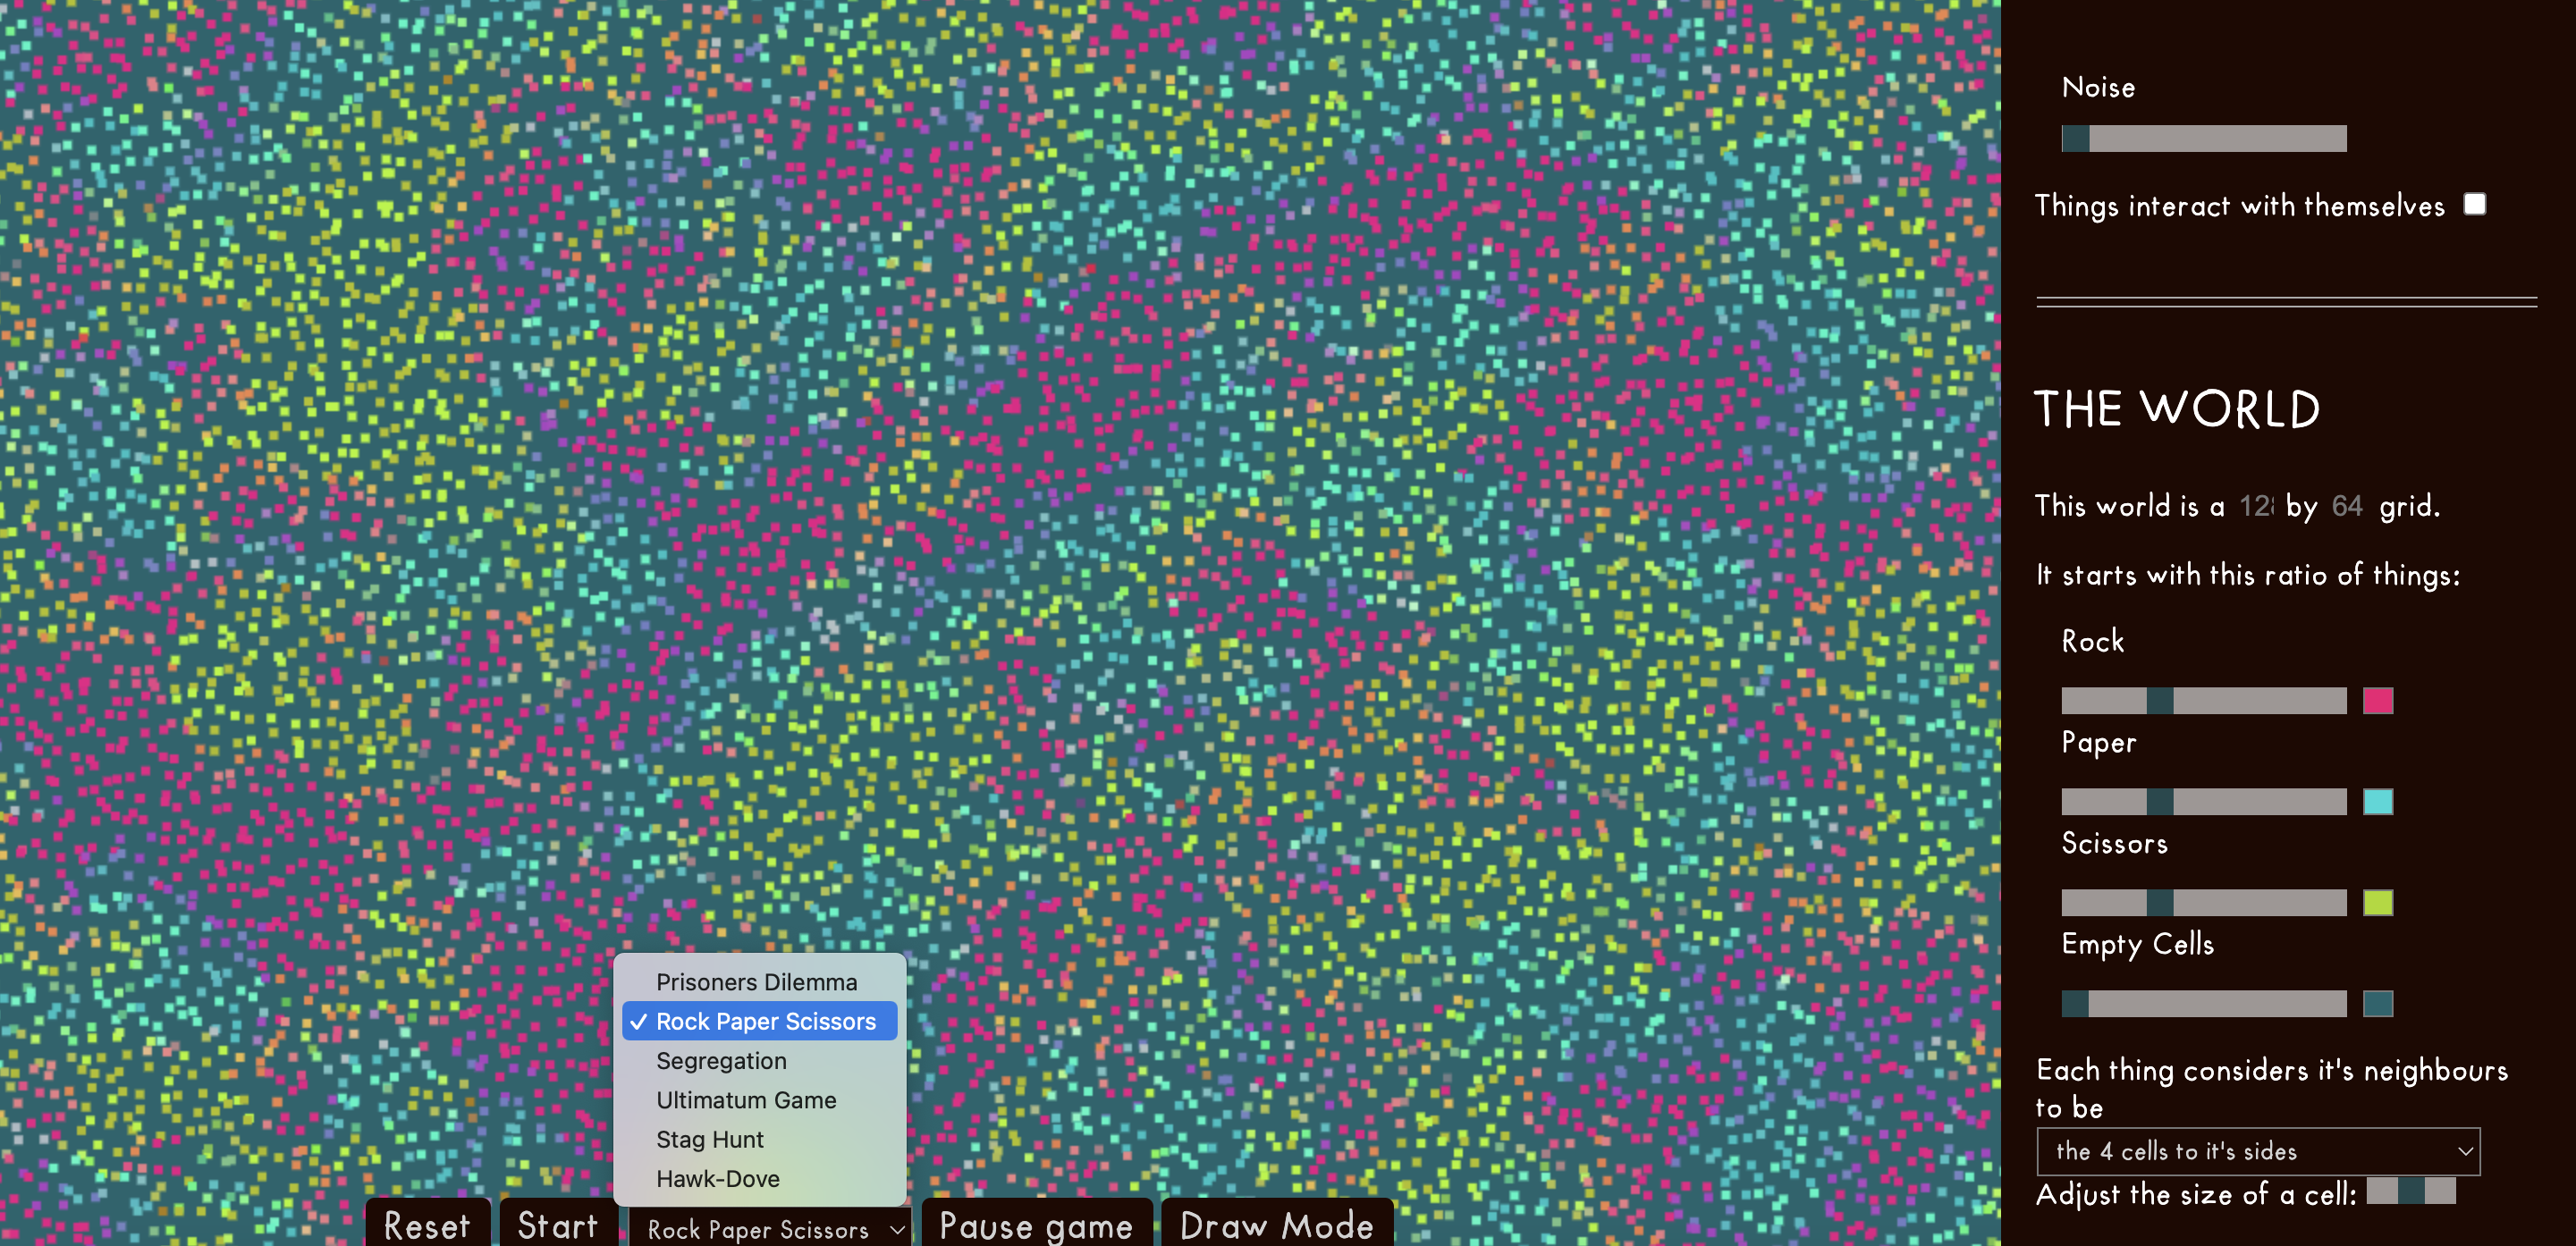 Noise
Things interact with themselves
THE WORLD
This world is a 128 by 64 grid.
It starts with this ratio of things:
Rock
Paper
Scissors
Empty Cells
Each thing considers it's neighbours
to be
the 4 cells to it's sides
Adjust the size of a cell:
Prisoners Dilemma
✓ Rock Paper Scissors
Segregation
Ultimatum Game
Stag Hunt
Hawk-Dove
Reset
Start
Rock Paper Scissors
Pause game
Draw Mode